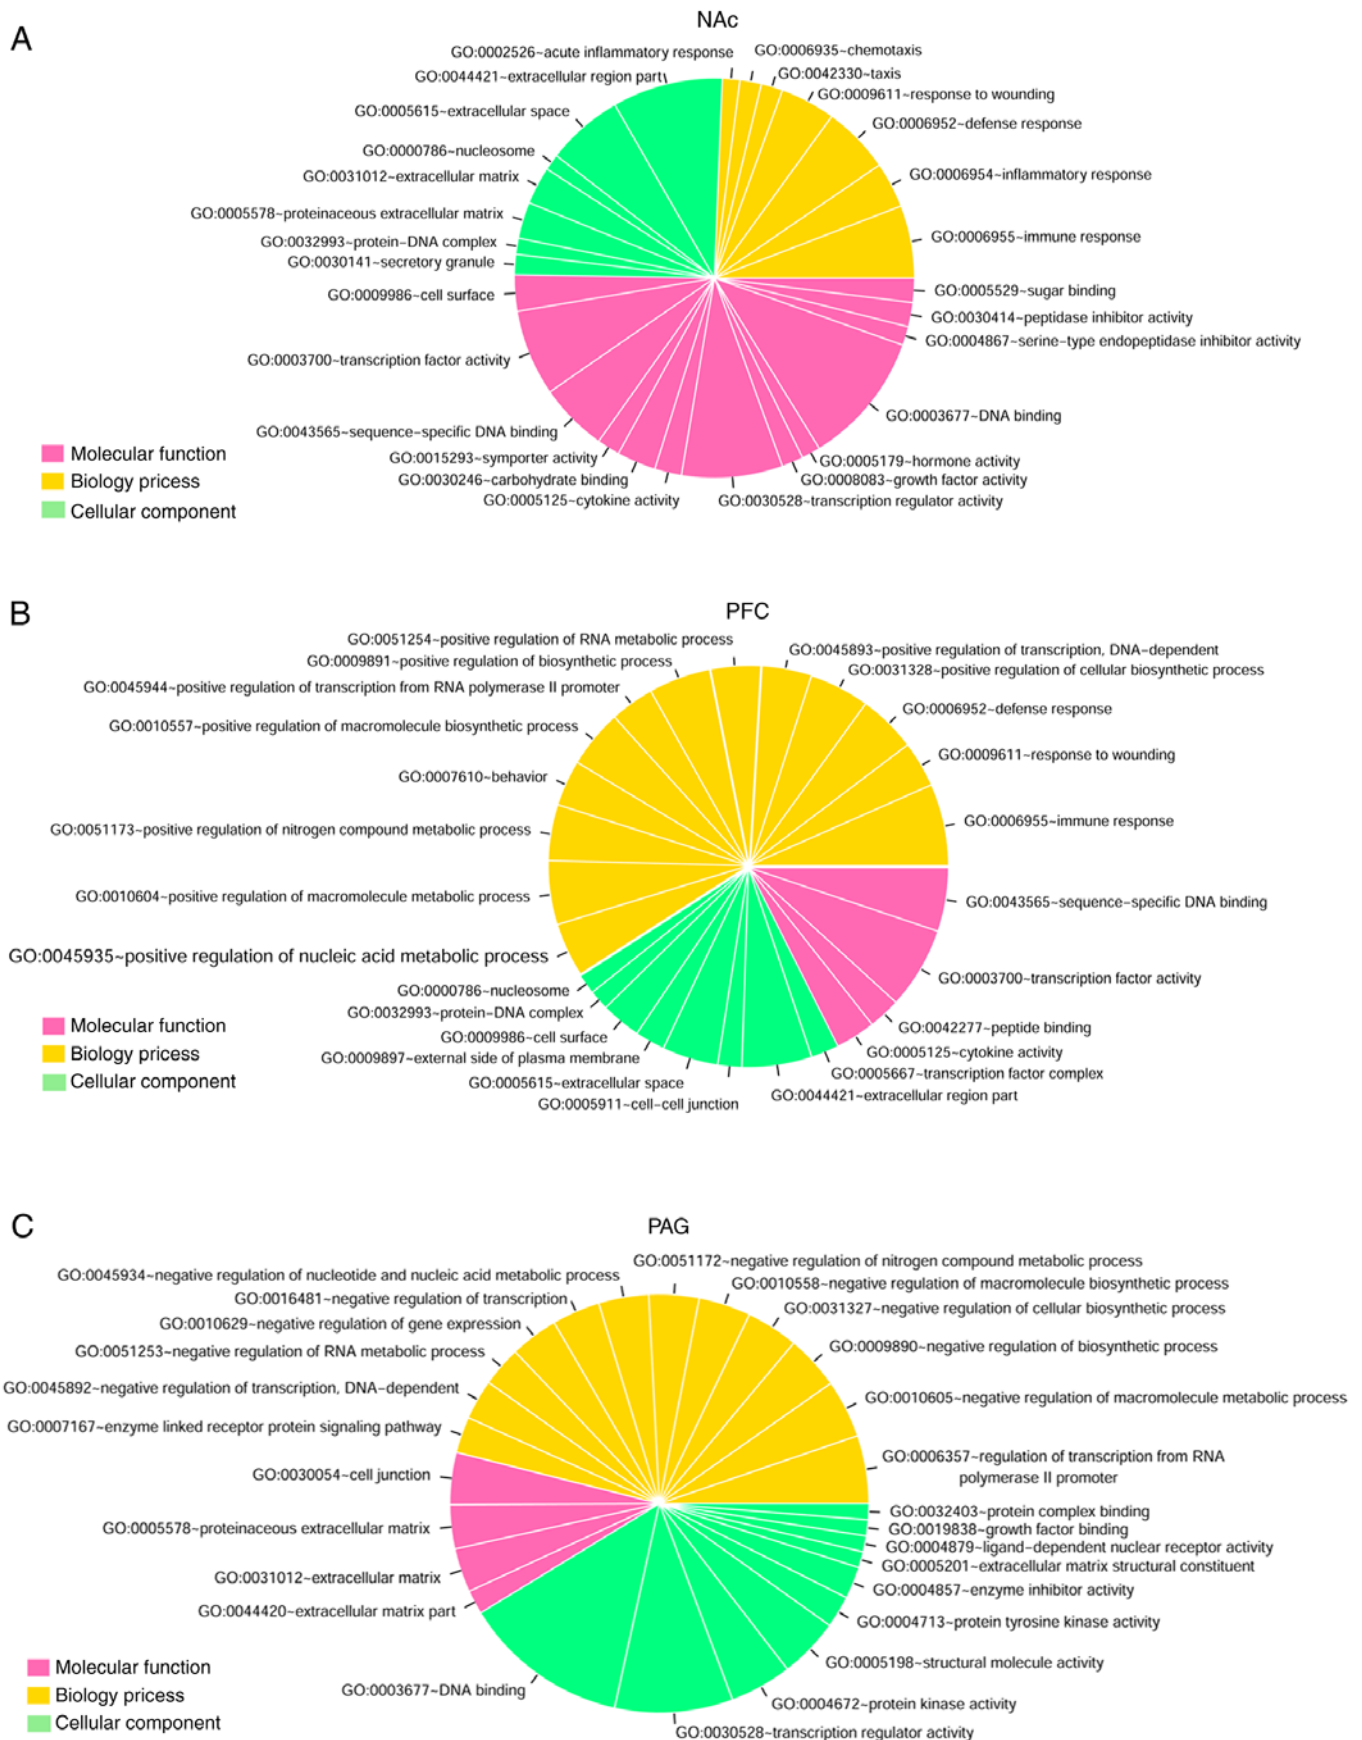 A
NAc
GO:0002526~acute inflammatory response
GO:0006935~chemotaxis
GO:0044421~extracellular region part
GO:0042330~taxis
GO:0009611~response to wounding
GO:0005615~extracellular space
GO:0006952~defense response
GO:0000786~nucleosome
GO:0031012~extracellular matrix
GO:0006954~inflammatory response
GO:0005578~proteinaceous extracellular matrix
GO:0032993~protein-DNA complex
GO:0006955~immune response
GO:0030141~secretory granule
GO:0009986~cell surface
GO:0005529~sugar binding
GO:0030414~peptidase inhibitor activity
GO:0004867~serine-type endopeptidase inhibitor activity
GO:0003700~transcription factor activity
GO:0003677~DNA binding
GO:0043565~sequence-specific DNA binding
GO:0015293~symporter activity
GO:0005179~hormone activity
GO:0030246~carbohydrate binding
GO:0008083~growth factor activity
GO:0005125~cytokine activity
GO:0030528~transcription regulator activity
Molecular function
Biology pricess
Cellular component
B
PFC
GO:0051254~positive regulation of RNA metabolic process
GO:0045893~positive regulation of transcription, DNA-dependent
GO:0009891~positive regulation of biosynthetic process
GO:0031328~positive regulation of cellular biosynthetic process
GO:0045944~positive regulation of transcription from RNA polymerase II promoter
GO:0006952~defense response
GO:0010557~positive regulation of macromolecule biosynthetic process
GO:0009611~response to wounding
GO:0007610~behavior
GO:0006955~immune response
GO:0051173~positive regulation of nitrogen compound metabolic process
GO:0010604~positive regulation of macromolecule metabolic process
GO:0043565~sequence-specific DNA binding
GO:0045935~positive regulation of nucleic acid metabolic process
GO:0003700~transcription factor activity
GO:0000786~nucleosome
GO:0032993~protein-DNA complex
GO:0042277~peptide binding
GO:0009986~cell surface
GO:0005125~cytokine activity
GO:0009897~external side of plasma membrane
GO:0005667~transcription factor complex
GO:0005615~extracellular space
GO:0044421~extracellular region part
GO:0005911~cell-cell junction
Molecular function
Biology pricess
Cellular component
C
PAG
GO:0051172~negative regulation of nitrogen compound metabolic process
GO:0045934~negative regulation of nucleotide and nucleic acid metabolic process
GO:0010558~negative regulation of macromolecule biosynthetic process
GO:0016481~negative regulation of transcription
GO:0031327~negative regulation of cellular biosynthetic process
GO:0010629~negative regulation of gene expression
GO:0009890~negative regulation of biosynthetic process
GO:0051253~negative regulation of RNA metabolic process
GO:0045892~negative regulation of transcription, DNA-dependent
GO:0010605~negative regulation of macromolecule metabolic process
GO:0007167~enzyme linked receptor protein signaling pathway
GO:0006357~regulation of transcription from RNA
polymerase II promoter
GO:0030054~cell junction
GO:0032403~protein complex binding
GO:0005578~proteinaceous extracellular matrix
GO:0019838~growth factor binding
GO:0004879~ligand-dependent nuclear receptor activity
GO:0005201~extracellular matrix structural constituent
GO:0031012~extracellular matrix
GO:0004857~enzyme inhibitor activity
GO:0044420~extracellular matrix part
GO:0004713~protein tyrosine kinase activity
GO:0005198~structural molecule activity
GO:0003677~DNA binding
GO:0004672~protein kinase activity
GO:0030528~transcription regulator activity
Molecular function
Biology pricess
Cellular component